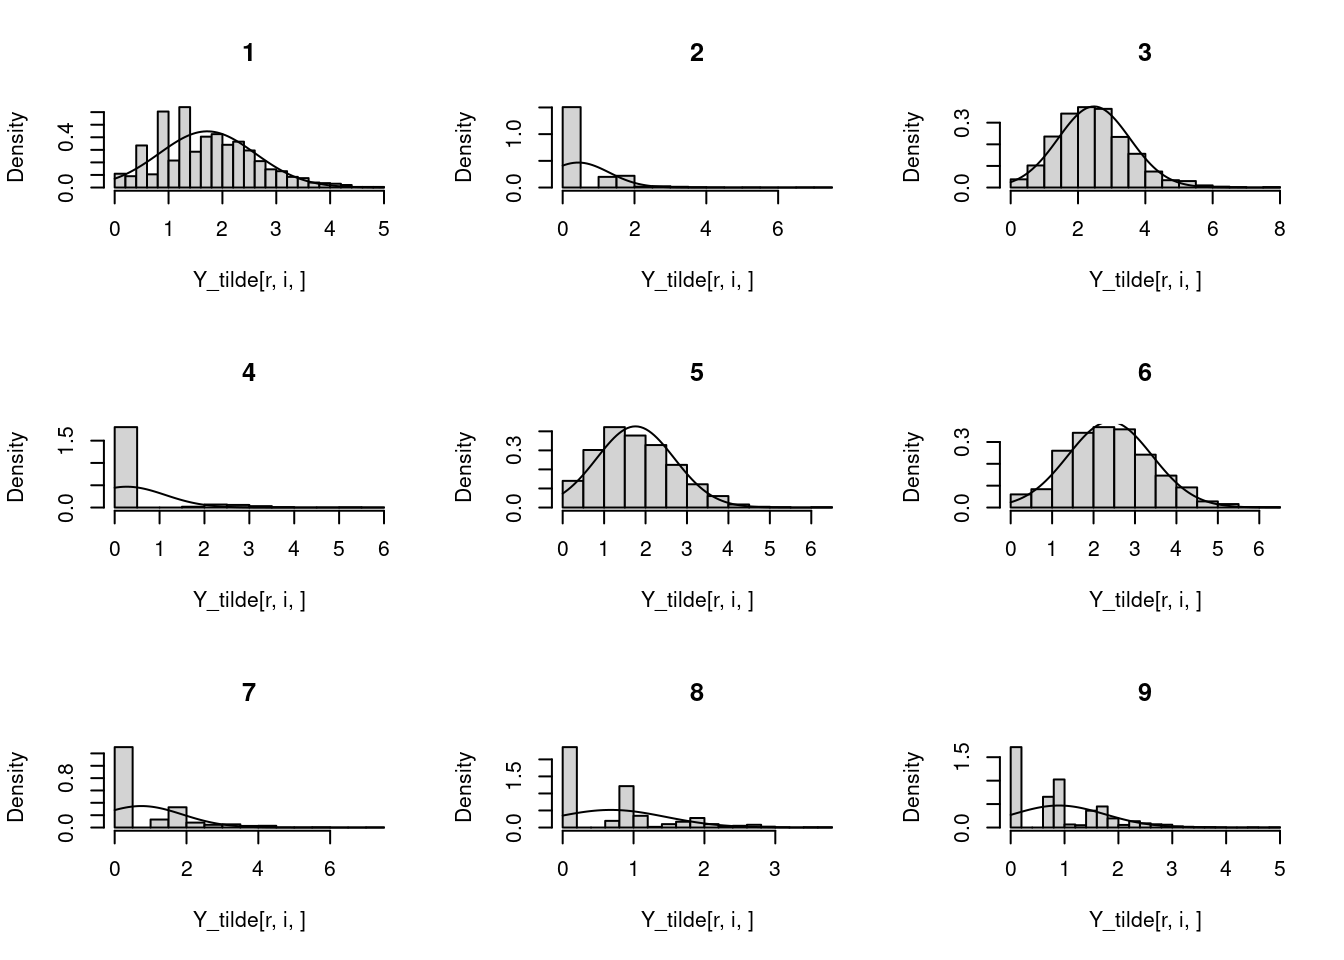 1
Density
0.0 0.4
0 1 2 3 4 5
Y_tilde[r, i, ]
2
Density
0.0 1.0
0 2 4 6
Y_tilde[r, i, ]
3
Density
0.0 0.3
0 2 4 6 8
Y_tilde[r, i, ]
4
Density
0.0 1.5
0 1 2 3 4 5 6
Y_tilde[r, i, ]
5
Density
0.0 0.3
0 1 2 3 4 5 6
Y_tilde[r, i, ]
6
Density
0.0 0.3
0 1 2 3 4 5 6
Y_tilde[r, i, ]
7
Density
0.0 0.8
0 2 4 6
Y_tilde[r, i, ]
8
Density
0.0 1.5
0 1 2 3
Y_tilde[r, i, ]
9
Density
0.0 1.5
0 1 2 3 4 5
Y_tilde[r, i, ]